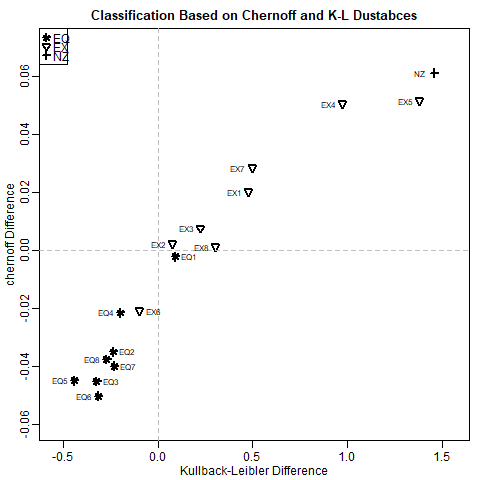 Classification Based on Chernoff and K-L Dustabces
EQ
EX
NZ
NZ
EX4
EX5
EX7
EX1
EX3
EX2
EX8
EQ1
EQ4
EX6
EQ2
EQ8
EQ7
EQ5
EQ3
EQ6
chernoff Difference
0.06
0.04
0.02
0.00
-0.02
-0.04
-0.06
-0.5
0.0
0.5
1.0
1.5
Kullback-Leibler Difference